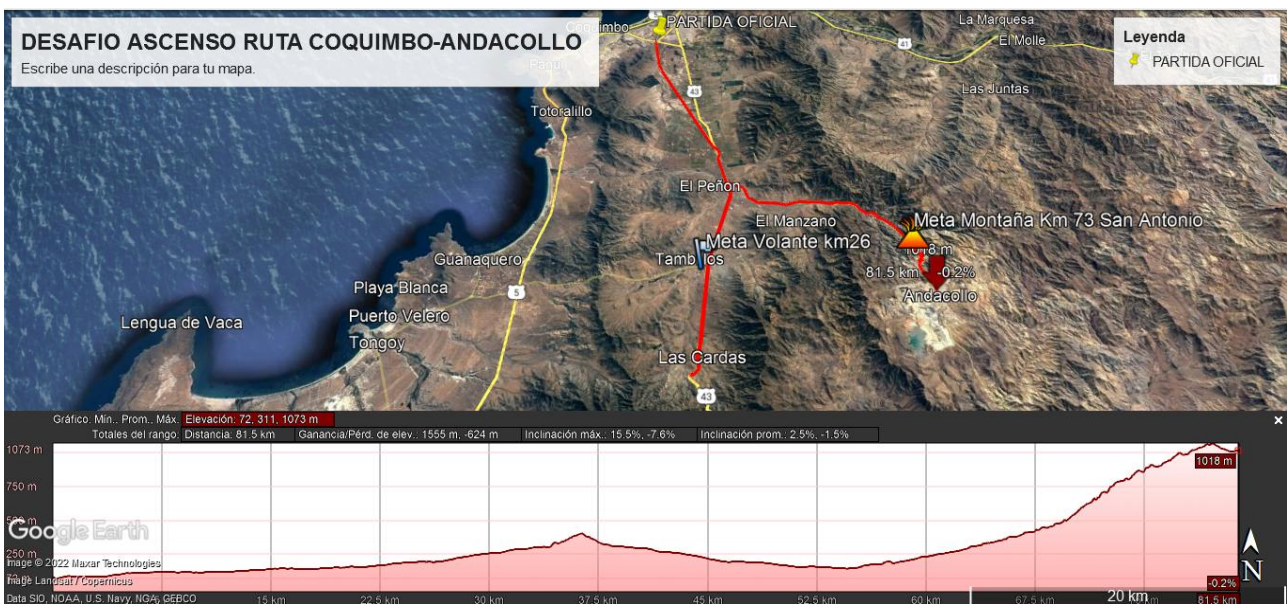 DESAFIO ASCENSO RUTA COQUIMBO-ANDACOLLO
Escribe una descripción para tu mapa.
PARTIDA OFICIAL
Leyenda
PARTIDA OFICIAL
La Marquesa
El Molle
41
Las Juntas
43
Totoralillo
El Peñon
El Manzano
Meta Montaña Km 73 San Antonio
1018 m
81.5 km -0.2%
Andacollo
Meta Volante km26
Guanaquero
5
Playa Blanca
Puerto Velero
Tongoy
Lengua de Vaca
Las Cardas
43
Gráfico: Mín., Prom., Máx. Elevación: 72, 311, 1073 m
Totales del rango: Distancia: 81.5 km Ganancia/Pérd. de elev.: 1555 m, -624 m Inclinación máx.: 15.5%, -7.6% Inclinación prom.: 2.5%, -1.5%
1073 m
1018 m
750 m
Google Earth
250 m
Image © 2022 Maxar Technologies
Image Landsat / Copernicus
Data SIO, NOAA, U.S. Navy, NGA, GEBCO
-0.2%
N
15 km 22.5 km 30 km 37.5 km 45 km 52.5 km 60 km 67.5 km 20 km 81.5 km